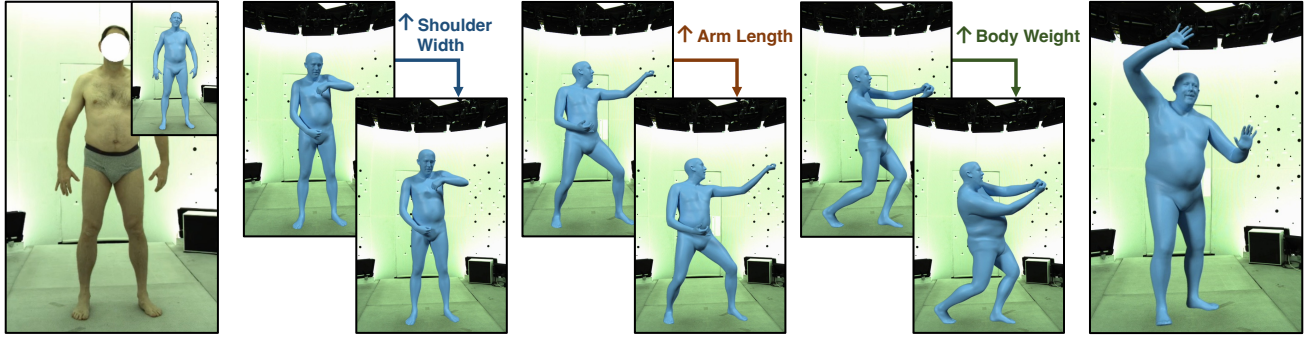 ↑ Shoulder
Width
↑ Arm Length
↑ Body Weight